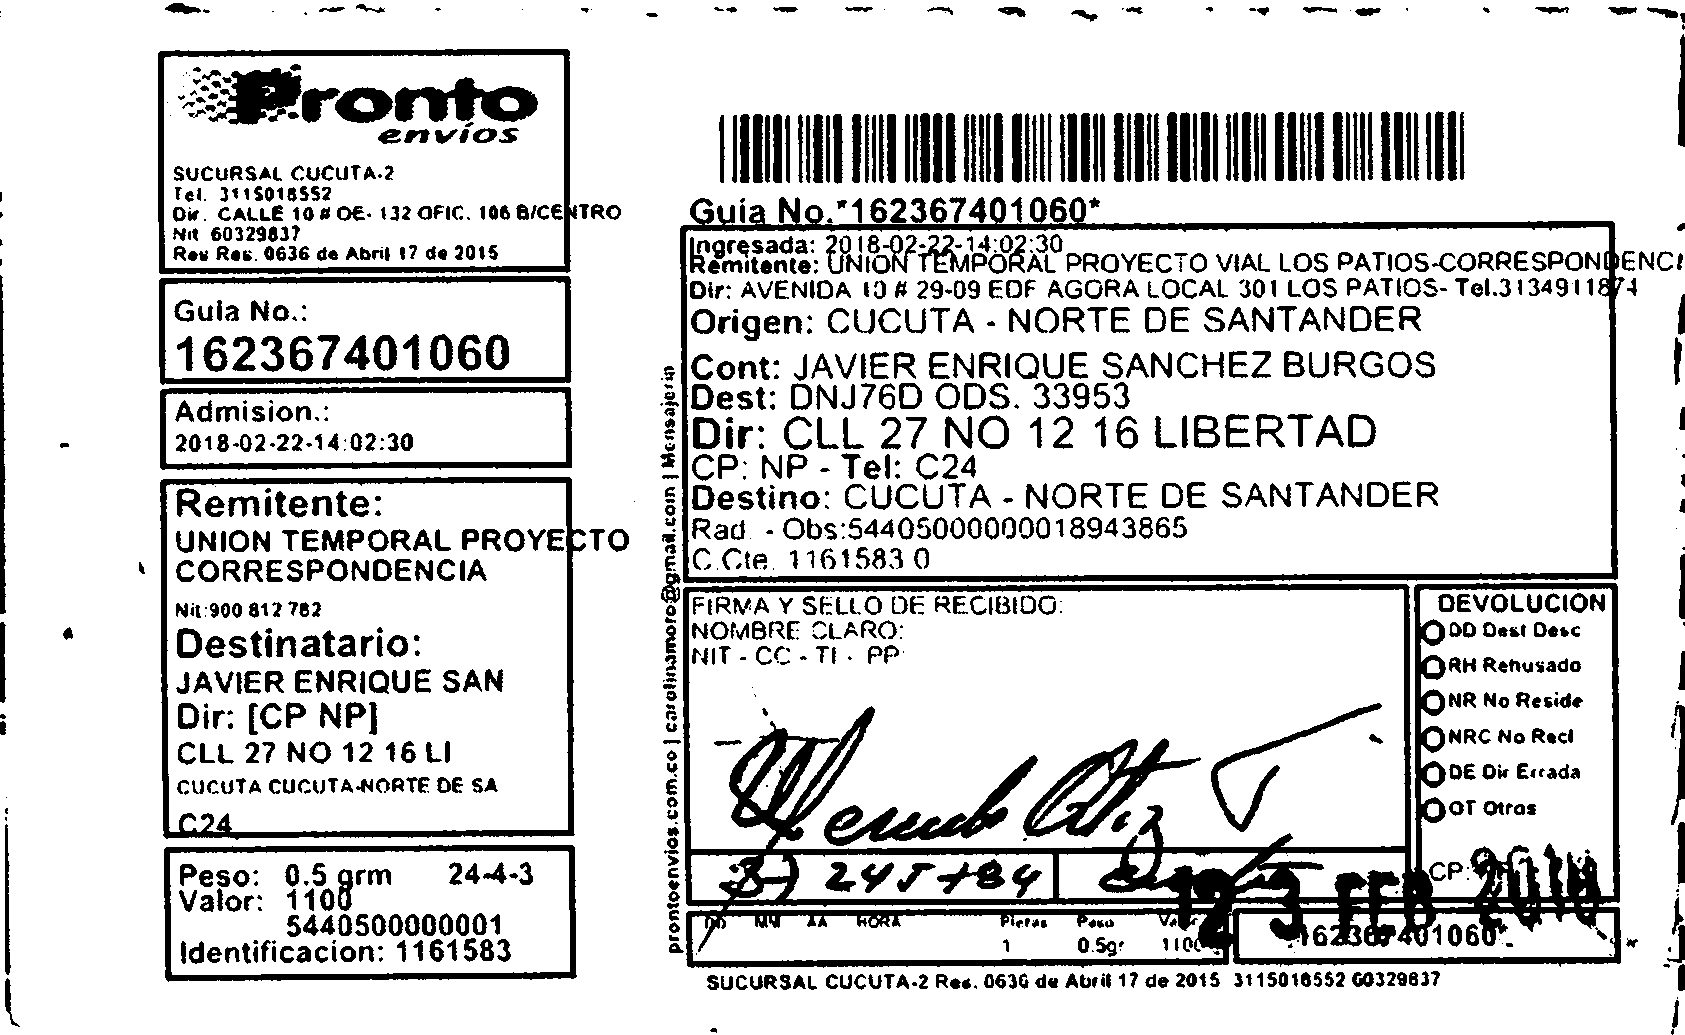 Pronto
envíos
SUCURSAL CUCUTA-2
Tel. 3115018552
Dir. CALLE 10 # OE- 132 OFIC. 106 B/CENTRO
Nit 60329837
Res Res. 0636 de Abril 17 de 2015
Guia No.:
162367401060
Admision.:
2018-02-22-14:02:30
Remitente:
UNION TEMPORAL PROYECTO
CORRESPONDENCIA
Nit:900 812 782
Destinatario:
JAVIER ENRIQUE SAN
Dir: [CP NP]
CLL 27 NO 12 16 LI
CUCUTA CUCUTA-NORTE DE SA
C24
Peso: 0.5 grm 24-4-3
Valor: 1100
5440500000001
Identificacion: 1161583
prontoenvios.com.co | carolinamoro@gmail.com | Mensajeria
Guia No.*162367401060*
Ingresada: 2018-02-22-14:02:30
Remitente: UNION TEMPORAL PROYECTO VIAL LOS PATIOS-CORRESPONDENCI
Dir: AVENIDA 10 # 29-09 EDF AGORA LOCAL 301 LOS PATIOS- Tel.3134911874
Origen: CUCUTA - NORTE DE SANTANDER
Cont: JAVIER ENRIQUE SANCHEZ BURGOS
Dest: DNJ76D ODS. 33953
Dir: CLL 27 NO 12 16 LIBERTAD
CP: NP - Tel: C24
Destino: CUCUTA - NORTE DE SANTANDER
Rad. - Obs:54405000000018943865
C.Cte. 1161583 0
FIRMA Y SELLO DE RECIBIDO:
NOMBRE CLARO:
NIT - CC - TI - PP
DEVOLUCION
DD Dest Desc
RH Rehusado
NR No Reside
NRC No Recl
DE Dir Errada
OT Otros
CP:
23 FEB 2018
DD MM AA HORA Piezas Peso Valor
1 0.5gr 1100
*162367401060*
SUCURSAL CUCUTA-2 Res. 0636 de Abril 17 de 2015 3115018552 60329837